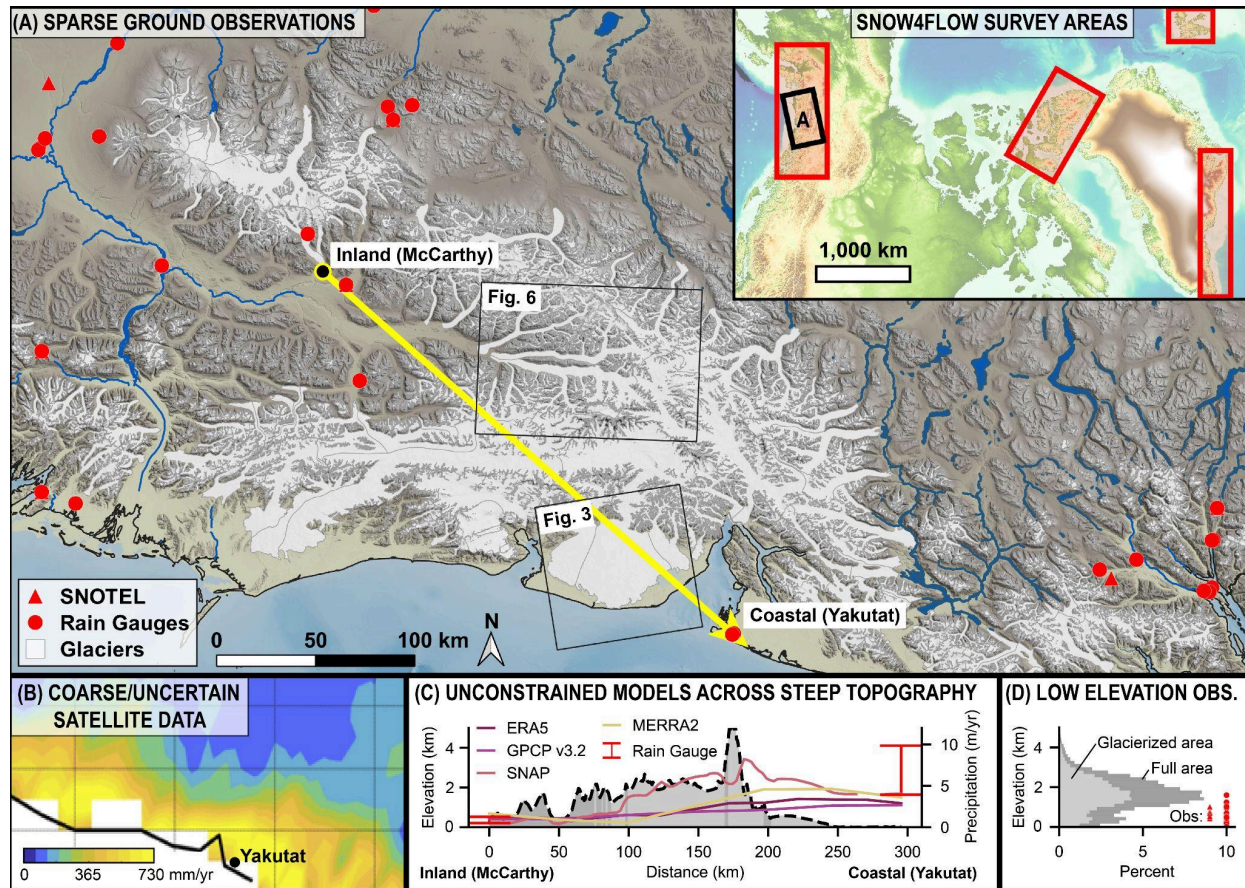 (A) SPARSE GROUND OBSERVATIONS
SNOW4FLOW SURVEY AREAS
A
1,000 km
Inland (McCarthy)
Fig. 6
Fig. 3
Coastal (Yakutat)
SNOTEL
Rain Gauges
Glaciers
0 50 100 km
N
(B) COARSE/UNCERTAIN
SATELLITE DATA
Yakutat
0 365 730 mm/yr
(C) UNCONSTRAINED MODELS ACROSS STEEP TOPOGRAPHY
ERA5
GPCP v3.2
SNAP
MERRA2
Rain Gauge
Elevation (km)
4
2
0
Precipitation (m/yr)
10
5
0
0 50 100 150 200 250 300
Inland (McCarthy)
Distance (km)
Coastal (Yakutat)
(D) LOW ELEVATION OBS.
Glacierized area
Full area
Obs:
Elevation (km)
4
2
0
0 2 4 6 8 10
Percent